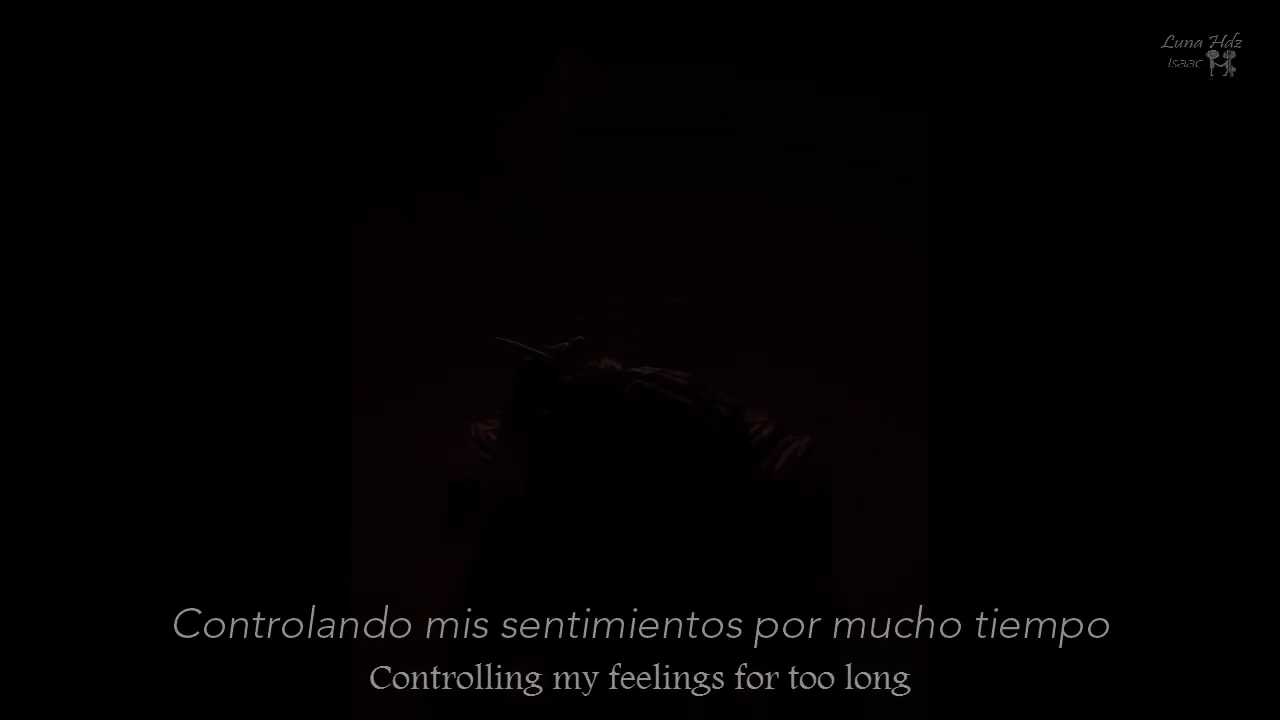 Luna Hdz
Isaac
Controlando mis sentimientos por mucho tiempo
Controlling my feelings for too long